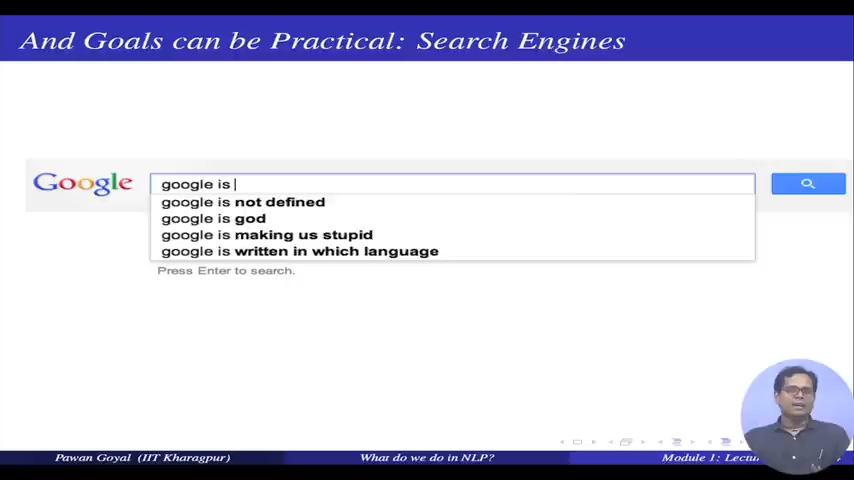 And Goals can be Practical: Search Engines
Google
google is
google is not defined
google is god
google is making us stupid
google is written in which language
Press Enter to search.
Pawan Goyal (IIT Kharagpur)
What do we do in NLP?
Module 1: